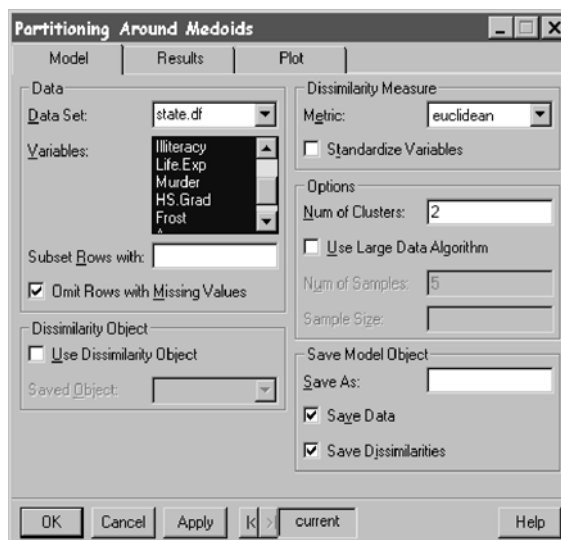 Partitioning Around Medoids
Model Results Plot
Data
Data Set: state.df
Variables: Illiteracy
Life.Exp
Murder
HS.Grad
Frost
Subset Rows with:
Omit Rows with Missing Values
Dissimilarity Object
Use Dissimilarity Object
Saved Object:
Dissimilarity Measure
Metric: euclidean
Standardize Variables
Options
Num of Clusters: 2
Use Large Data Algorithm
Num of Samples: 5
Sample Size:
Save Model Object
Save As:
Save Data
Save Dissimilarities
OK Cancel Apply current Help